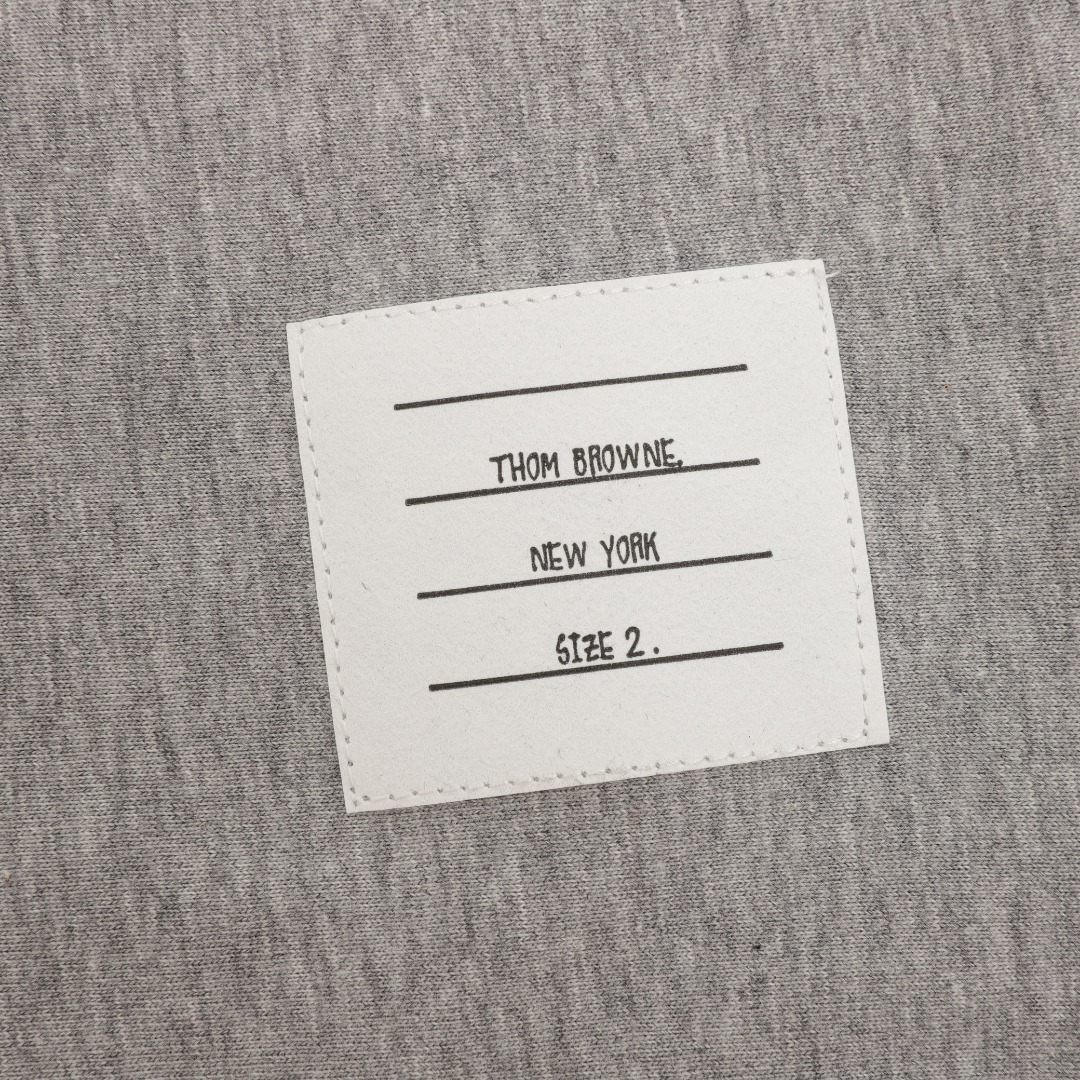 THOM BROWNE.
NEW YORK
SIZE 2.